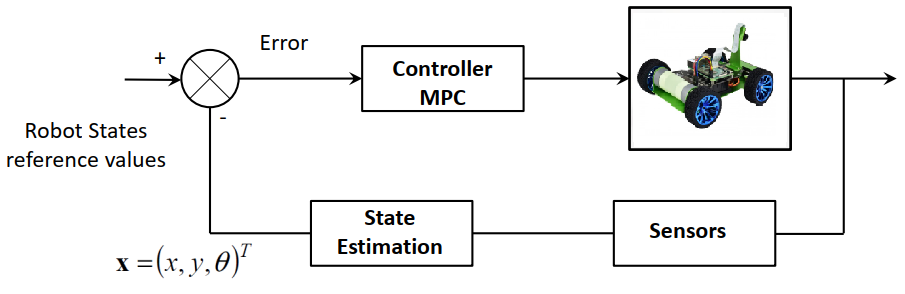 +
Error
Controller
MPC
-
Robot States
reference values
State
Estimation
Sensors
𝐱 = (x, y, θ)ᵀ